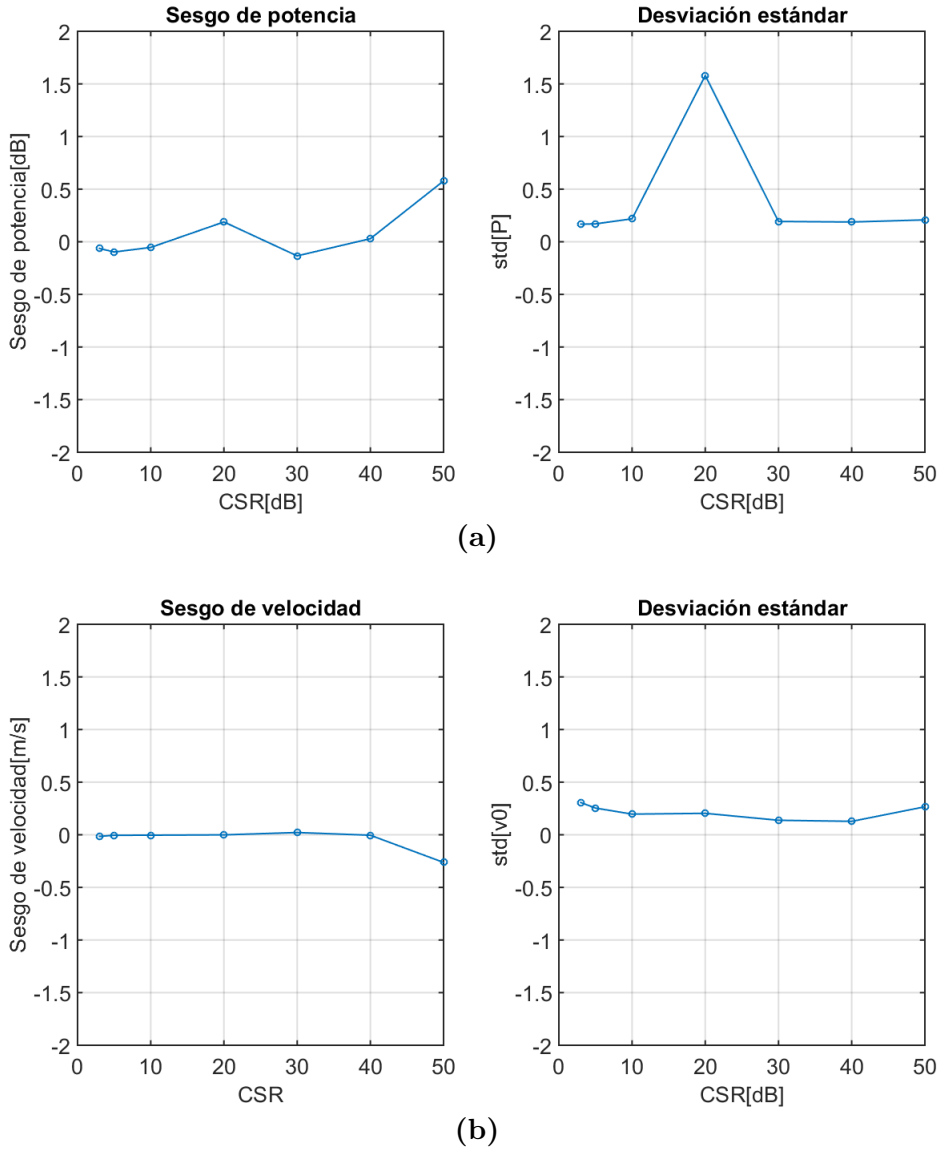 Sesgo de potencia
Desviación estándar
2
1.5
1
0.5
0
-0.5
-1
-1.5
-2
Sesgo de potencia[dB]
0 10 20 30 40 50
CSR[dB]
2
1.5
1
0.5
0
-0.5
-1
-1.5
-2
std[P]
0 10 20 30 40 50
CSR[dB]
(a)
Sesgo de velocidad
Desviación estándar
2
1.5
1
0.5
0
-0.5
-1
-1.5
-2
Sesgo de velocidad[m/s]
0 10 20 30 40 50
CSR
2
1.5
1
0.5
0
-0.5
-1
-1.5
-2
std[v0]
0 10 20 30 40 50
CSR[dB]
(b)